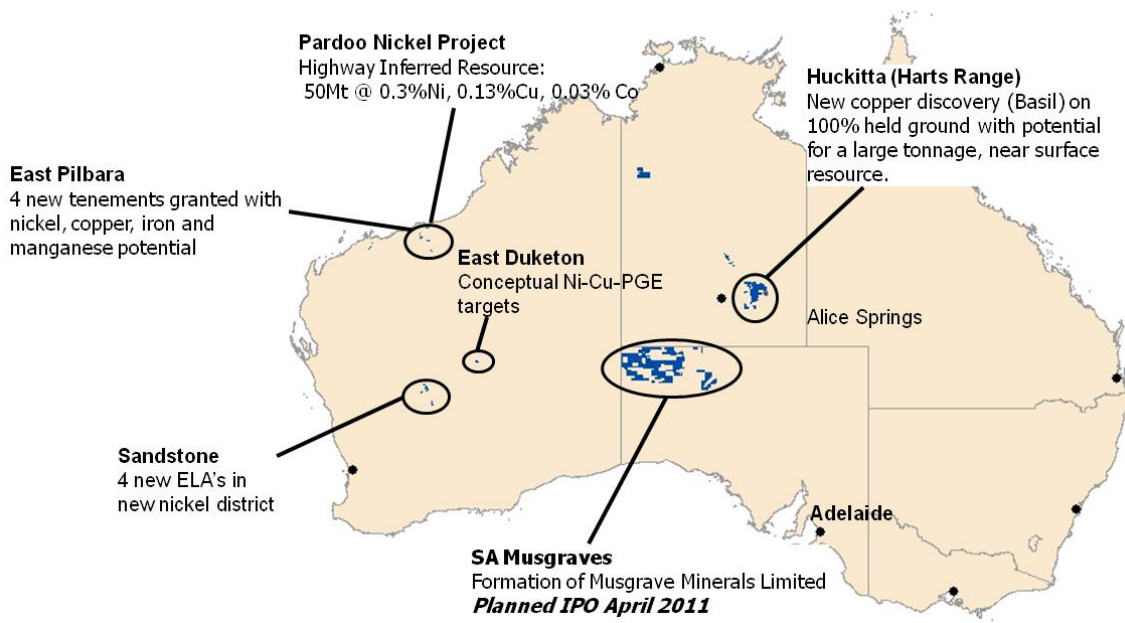 Pardoo Nickel Project
Highway Inferred Resource:
50Mt @ 0.3%Ni, 0.13%Cu, 0.03% Co
Huckitta (Harts Range)
New copper discovery (Basil) on
100% held ground with potential
for a large tonnage, near surface
resource.
East Pilbara
4 new tenements granted with
nickel, copper, iron and
manganese potential
East Duketon
Conceptual Ni-Cu-PGE
targets
Alice Springs
Sandstone
4 new ELA's in
new nickel district
Adelaide
SA Musgraves
Formation of Musgrave Minerals Limited
Planned IPO April 2011